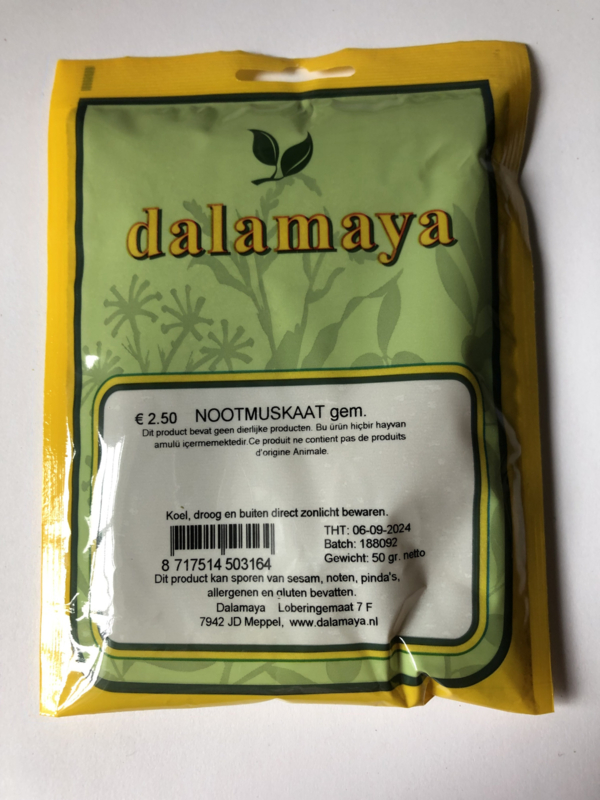 dalamaya
€ 2.50 NOOTMUSKAAT gem.
Dit product bevat geen dierlijke producten. Bu ürün hiçbir hayvan
amulü içermemektedir.Ce produit ne contient pas de produits
d'origine Animale.
Koel, droog en buiten direct zonlicht bewaren.
THT: 06-09-2024
Batch: 188092
Gewicht: 50 gr. netto
8 717514 503164
Dit product kan sporen van sesam, noten, pinda's,
allergenen en gluten bevatten.
Dalamaya Loberingemaat 7 F
7942 JD Meppel, www.dalamaya.nl